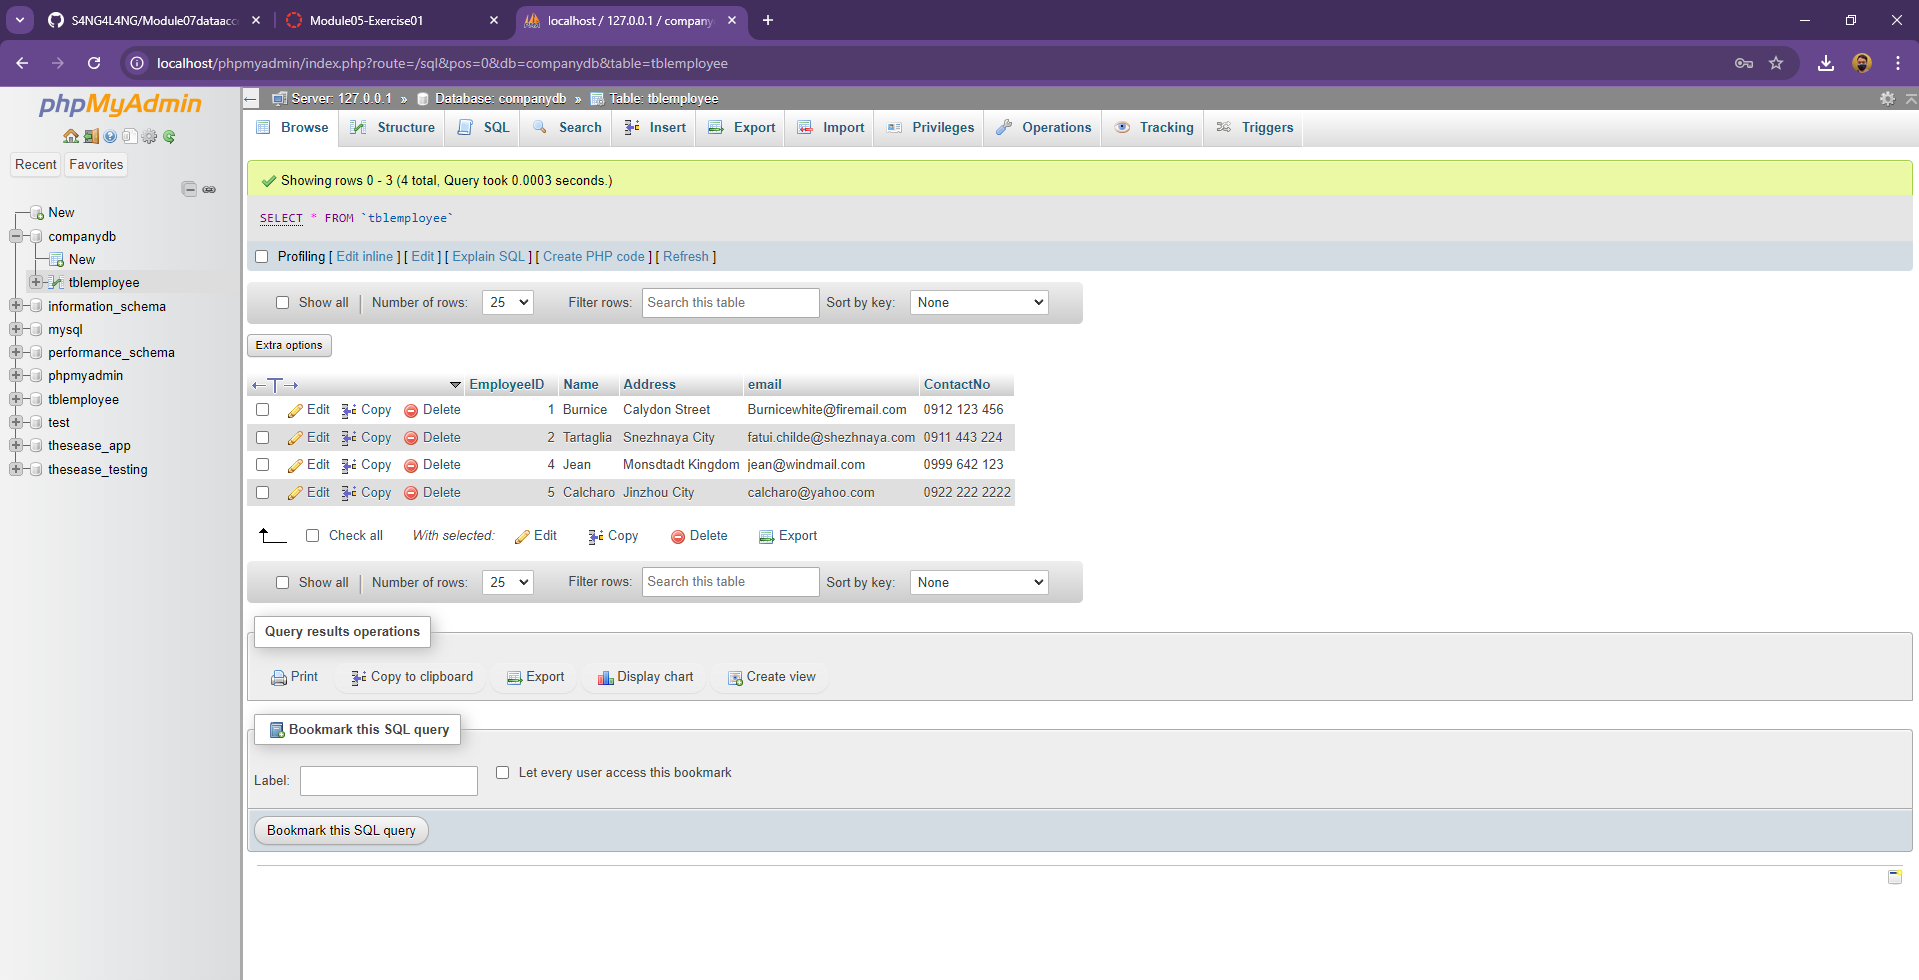 S4NG4L4NG/Module07dataacc
Module05-Exercise01
localhost / 127.0.0.1 / company
localhost/phpmyadmin/index.php?route=/sql&pos=0&db=companydb&table=tblemployee
phpMyAdmin
Recent Favorites
New
companydb
New
tblemployee
information_schema
mysql
performance_schema
phpmyadmin
tblemployee
test
thesease_app
thesease_testing
Server: 127.0.0.1 » Database: companydb » Table: tblemployee
Browse Structure SQL Search Insert Export Import Privileges Operations Tracking Triggers
Showing rows 0 - 3 (4 total, Query took 0.0003 seconds.)
SELECT * FROM `tblemployee`
Profiling [ Edit inline ] [ Edit ] [ Explain SQL ] [ Create PHP code ] [ Refresh ]
Show all Number of rows: 25 Filter rows: Search this table Sort by key: None
Extra options
EmployeeID Name Address email ContactNo
Edit Copy Delete 1 Burnice Calydon Street Burnicewhite@firemail.com 0912 123 456
Edit Copy Delete 2 Tartaglia Snezhnaya City fatui.childe@shezhnaya.com 0911 443 224
Edit Copy Delete 4 Jean Monsdtadt Kingdom jean@windmail.com 0999 642 123
Edit Copy Delete 5 Calcharo Jinzhou City calcharo@yahoo.com 0922 222 2222
Check all With selected: Edit Copy Delete Export
Show all Number of rows: 25 Filter rows: Search this table Sort by key: None
Query results operations
Print Copy to clipboard Export Display chart Create view
Bookmark this SQL query
Label: Let every user access this bookmark
Bookmark this SQL query